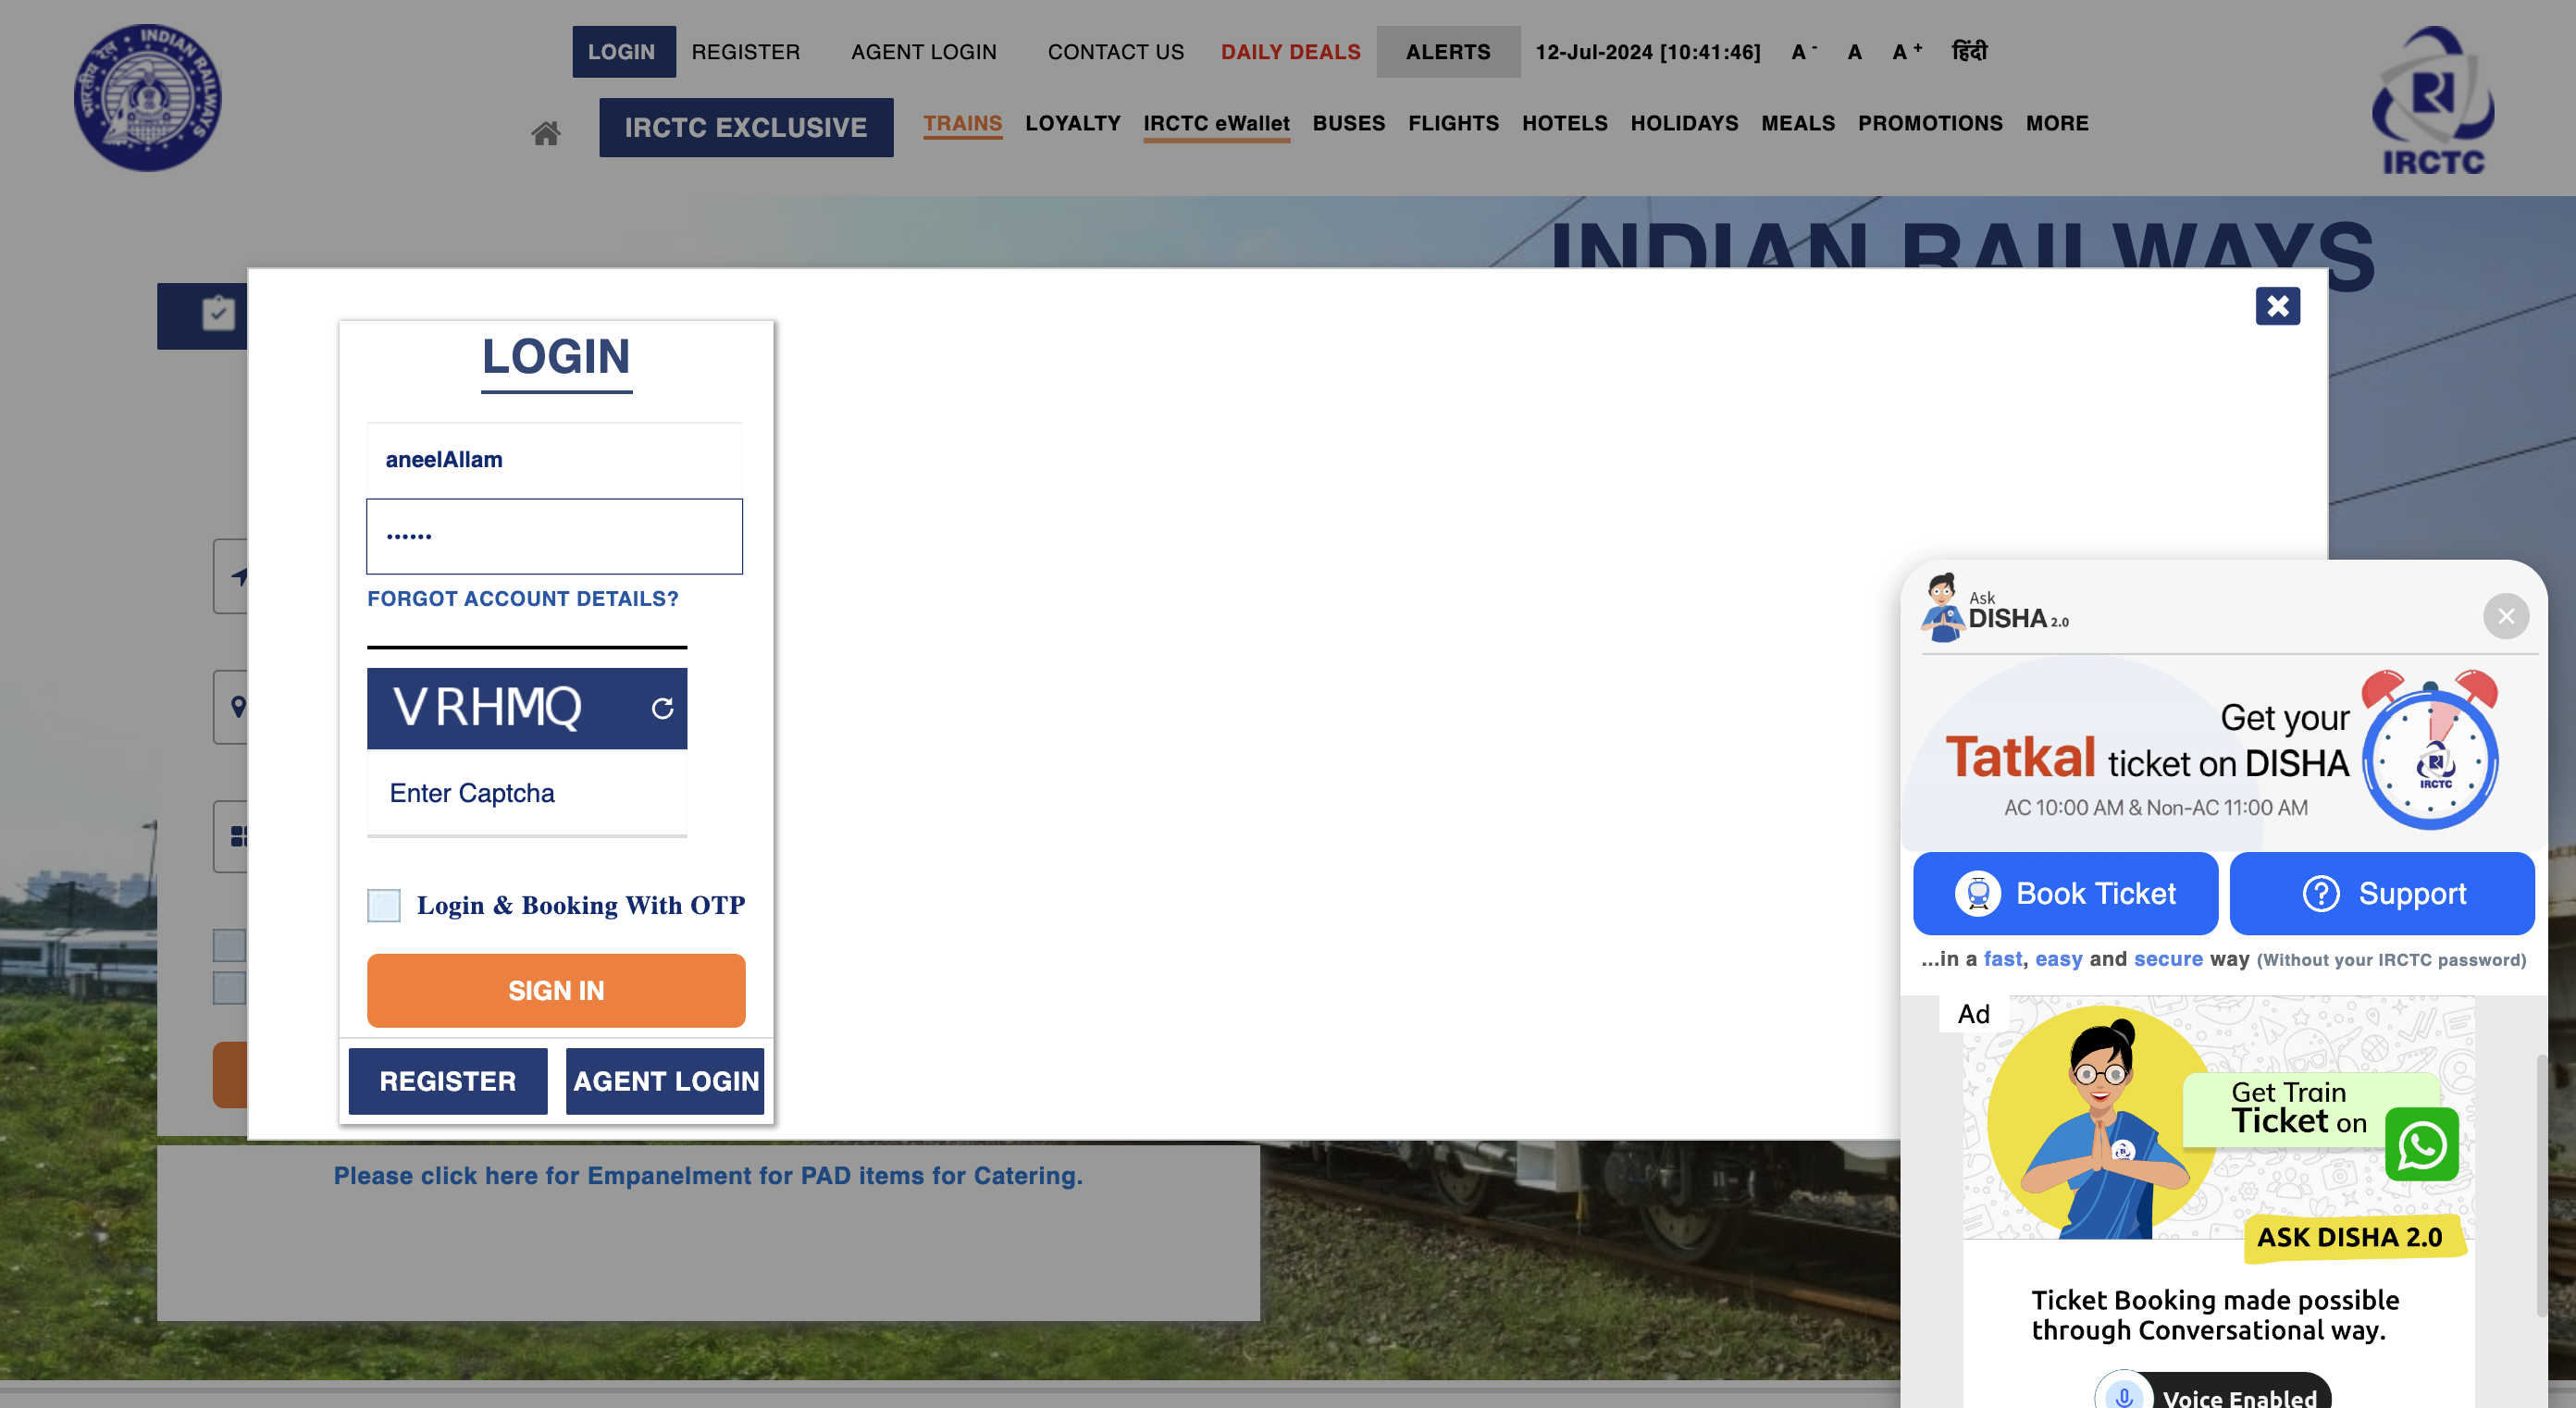 LOGIN REGISTER AGENT LOGIN CONTACT US DAILY DEALS ALERTS 12-Jul-2024 [10:41:46] A - A A + हिंदी
IRCTC EXCLUSIVE TRAINS LOYALTY IRCTC eWallet BUSES FLIGHTS HOTELS HOLIDAYS MEALS PROMOTIONS MORE
भारतीय रेल INDIAN RAILWAYS
IRCTC
INDIAN RAILWAYS
LOGIN
aneelAllam
••••••
FORGOT ACCOUNT DETAILS?
VRHMQ
Enter Captcha
Login & Booking With OTP
SIGN IN
REGISTER AGENT LOGIN
Please click here for Empanelment for PAD items for Catering.
Ask
DISHA 2.0
Get your
Tatkal ticket on DISHA
AC 10:00 AM & Non-AC 11:00 AM
IRCTC
Book Ticket Support
...in a fast, easy and secure way (Without your IRCTC password)
Ad
Get Train
Ticket on
ASK DISHA 2.0
Ticket Booking made possible
through Conversational way.
Voice Enabled